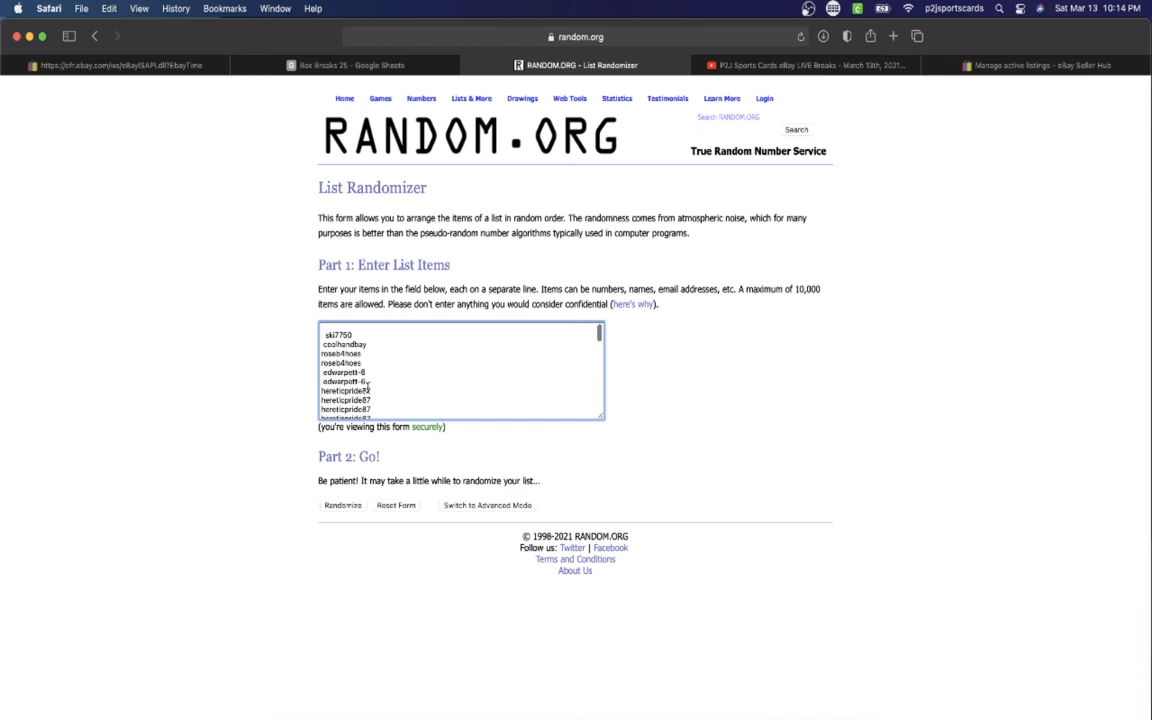 Safari File Edit View History Bookmarks Window Help p2jsportscards Sat Mar 13 10:14 PM
random.org
https://ofr.ebay.com/ws/eBayISAPI.dll?EbayTime
Box Breaks 25 - Google Sheets
RANDOM.ORG - List Randomizer
P2J Sports Cards eBay LIVE Breaks - March 13th, 2021...
Manage active listings - eBay Seller Hub
Home Games Numbers Lists & More Drawings Web Tools Statistics Testimonials Learn More Login
RANDOM.ORG
Search RANDOM.ORG
Search
True Random Number Service
List Randomizer
This form allows you to arrange the items of a list in random order. The randomness comes from atmospheric noise, which for many
purposes is better than the pseudo-random number algorithms typically used in computer programs.
Part 1: Enter List Items
Enter your items in the field below, each on a separate line. Items can be numbers, names, email addresses, etc. A maximum of 10,000
items are allowed. Please don't enter anything you would consider confidential (here's why).
ski7750
coolhandbay
roseb4hoes
roseb4hoes
edwarpett-6
edwarpett-6
hereticpride87
hereticpride87
hereticpride87
hereticpride87
(you're viewing this form securely)
Part 2: Go!
Be patient! It may take a little while to randomize your list...
Randomize Reset Form Switch to Advanced Mode
© 1998-2021 RANDOM.ORG
Follow us: Twitter | Facebook
Terms and Conditions
About Us